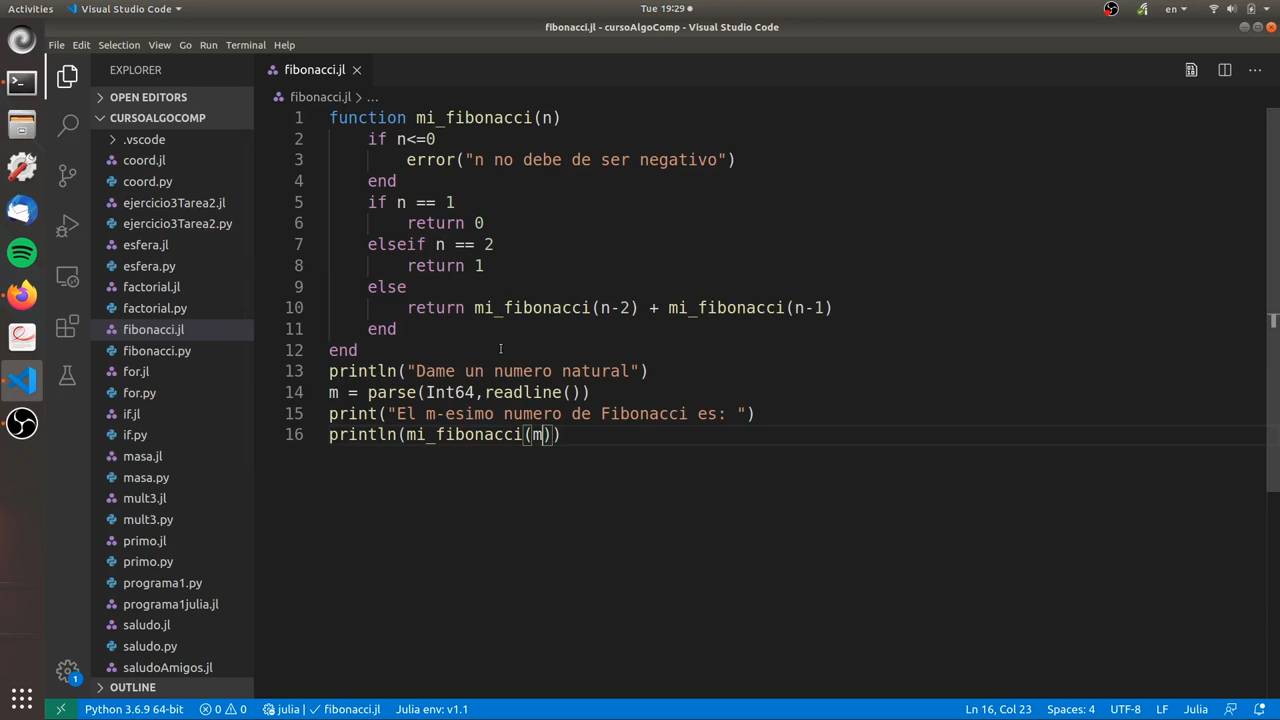 Activities Visual Studio Code Tue 19:29 en
fibonacci.jl - cursoAlgoComp - Visual Studio Code
File Edit Selection View Go Run Terminal Help
EXPLORER
OPEN EDITORS
CURSOALGOCOMP
.vscode
coord.jl
coord.py
ejercicio3Tarea2.jl
ejercicio3Tarea2.py
esfera.jl
esfera.py
factorial.jl
factorial.py
fibonacci.jl
fibonacci.py
for.jl
for.py
if.jl
if.py
masa.jl
masa.py
mult3.jl
mult3.py
primo.jl
primo.py
programa1.py
programa1julia.jl
saludo.jl
saludo.py
saludoAmigos.jl
OUTLINE
fibonacci.jl
fibonacci.jl > ...
1 function mi_fibonacci(n)
2 if n<=0
3 error("n no debe de ser negativo")
4 end
5 if n == 1
6 return 0
7 elseif n == 2
8 return 1
9 else
10 return mi_fibonacci(n-2) + mi_fibonacci(n-1)
11 end
12 end
13 println("Dame un numero natural")
14 m = parse(Int64,readline())
15 print("El m-esimo numero de Fibonacci es: ")
16 println(mi_fibonacci(m))
1
Python 3.6.9 64-bit 0 0 julia | ✓ fibonacci.jl Julia env: v1.1 Ln 16, Col 23 Spaces: 4 UTF-8 LF Julia